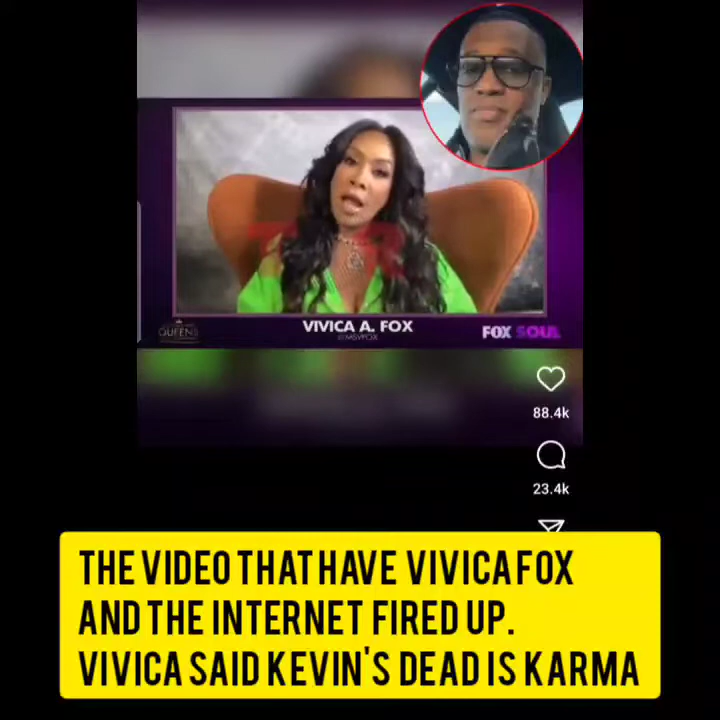 QUEENS
VIVICA A. FOX
@MSVFOX
FOX SOUL
88.4k
23.4k
THE VIDEO THAT HAVE VIVICA FOX
AND THE INTERNET FIRED UP.
VIVICA SAID KEVIN'S DEAD IS KARMA